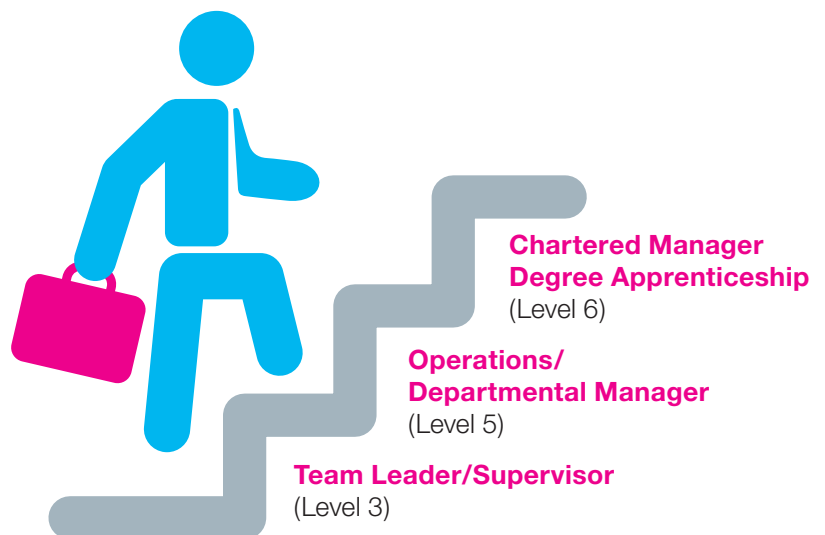 Chartered Manager
Degree Apprenticeship
(Level 6)
Operations/
Departmental Manager
(Level 5)
Team Leader/Supervisor
(Level 3)